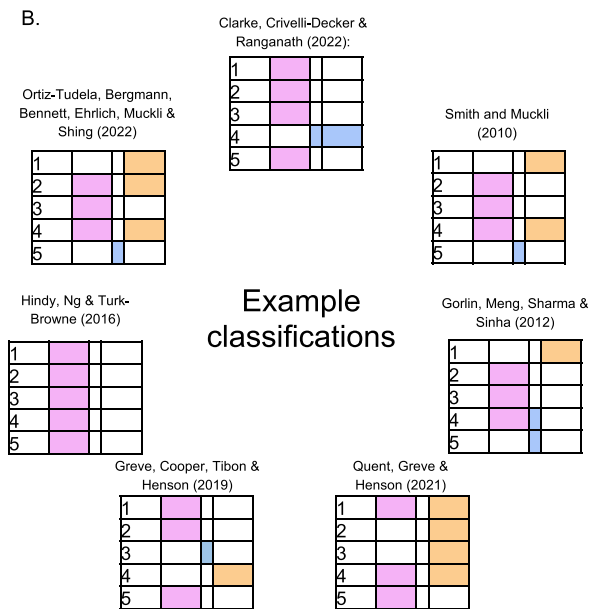 B.
Clarke, Crivelli-Decker &
Ranganath (2022):
1
2
3
4
5
Ortiz-Tudela, Bergmann,
Bennett, Ehrlich, Muckli &
Shing (2022)
1
2
3
4
5
Smith and Muckli
(2010)
1
2
3
4
5
Hindy, Ng & Turk-
Browne (2016)
1
2
3
4
5
Example
classifications
Gorlin, Meng, Sharma &
Sinha (2012)
1
2
3
4
5
Greve, Cooper, Tibon &
Henson (2019)
1
2
3
4
5
Quent, Greve &
Henson (2021)
1
2
3
4
5